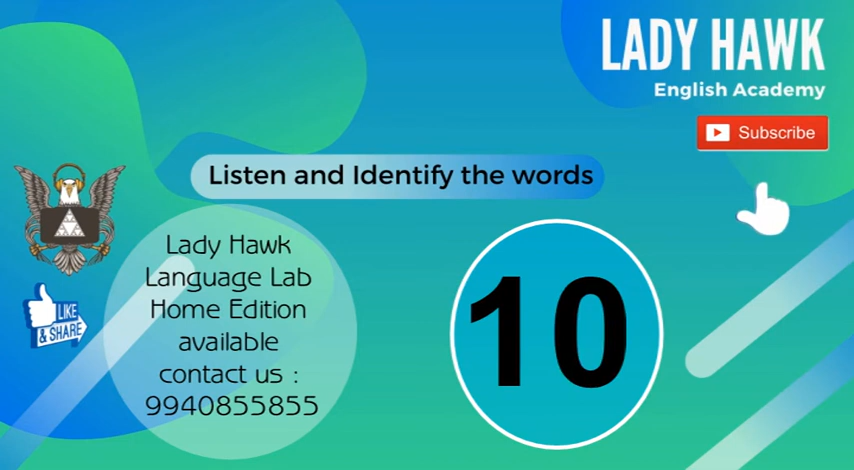 LADY HAWK
English Academy
Subscribe
Listen and Identify the words
Lady Hawk
Language Lab
Home Edition
available
contact us :
9940855855
LIKE
& SHARE
10